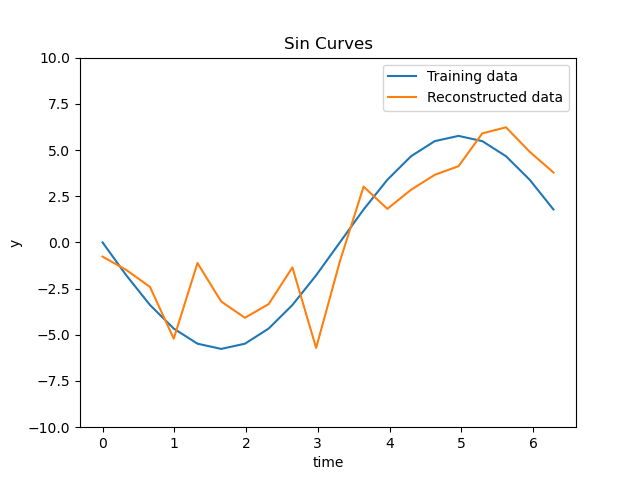 Sin Curves
Training data
Reconstructed data
10.0
7.5
5.0
2.5
0.0
−2.5
−5.0
−7.5
−10.0
y
0 1 2 3 4 5 6
time